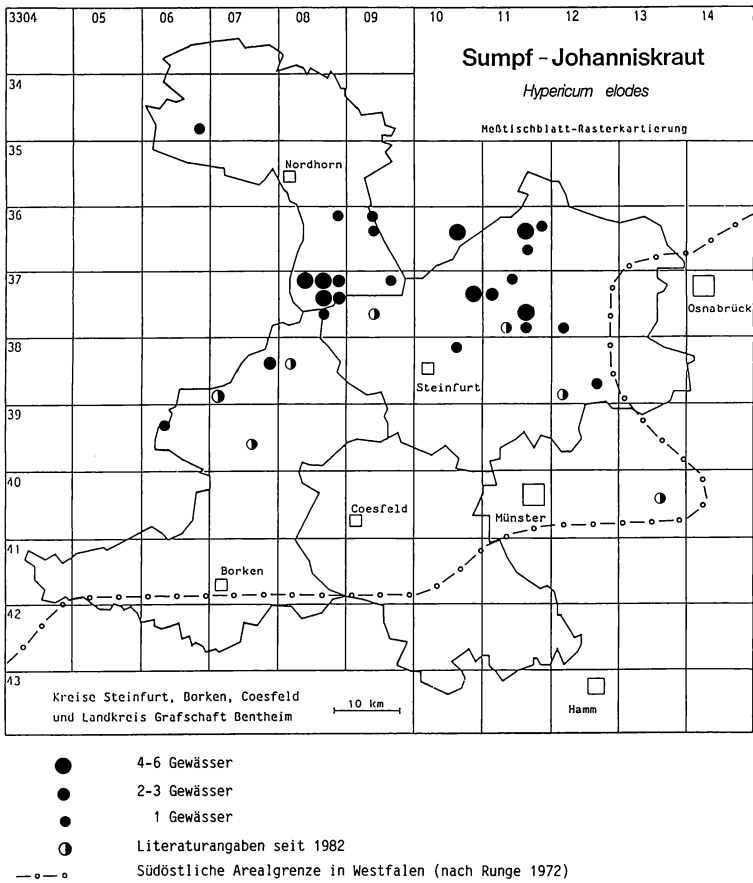 3304 05 06 07 08 09 10 11 12 13 14
Sumpf – Johanniskraut
Hypericum elodes
Meßtischblatt-Rasterkartierung
34
35
Nordhorn
36
37
Osnabrück
38
Steinfurt
39
40
Coesfeld
Münster
41
Borken
42
43
Kreise Steinfurt, Borken, Coesfeld
und Landkreis Grafschaft Bentheim
10 km
Hamm
4-6 Gewässer
2-3 Gewässer
1 Gewässer
Literaturangaben seit 1982
Südöstliche Arealgrenze in Westfalen (nach Runge 1972)